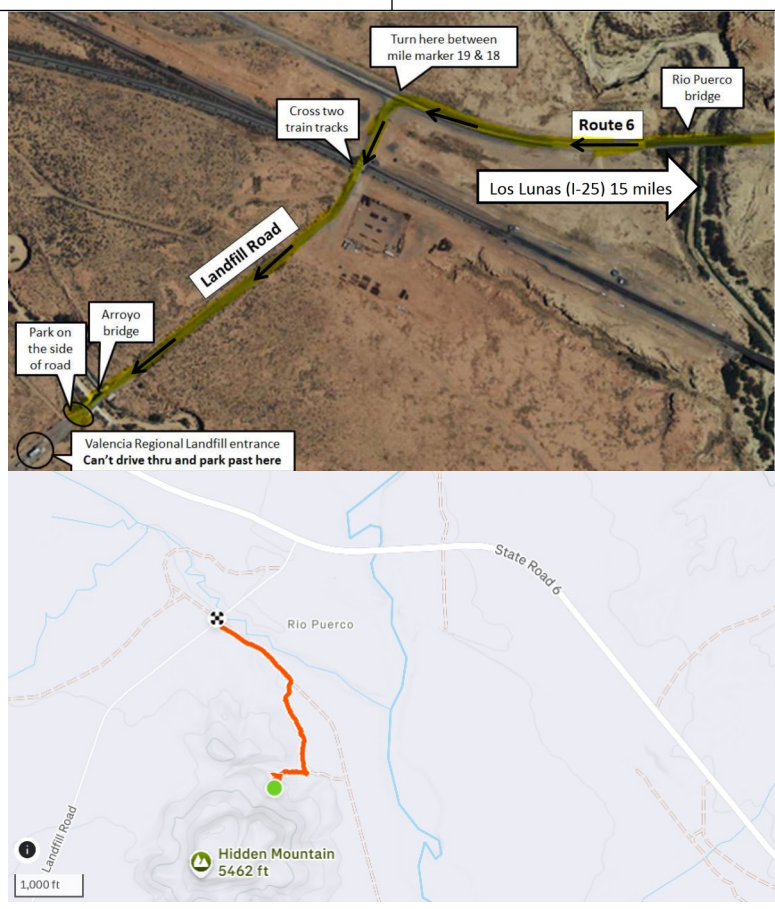 Turn here between
mile marker 19 & 18
Rio Puerco
bridge
Cross two
train tracks
Route 6
Los Lunas (I-25) 15 miles
Landfill Road
Arroyo
bridge
Park on
the side
of road
Valencia Regional Landfill entrance
Can't drive thru and park past here
State Road 6
Rio Puerco
Landfill Road
Hidden Mountain
5462 ft
i
1,000 ft